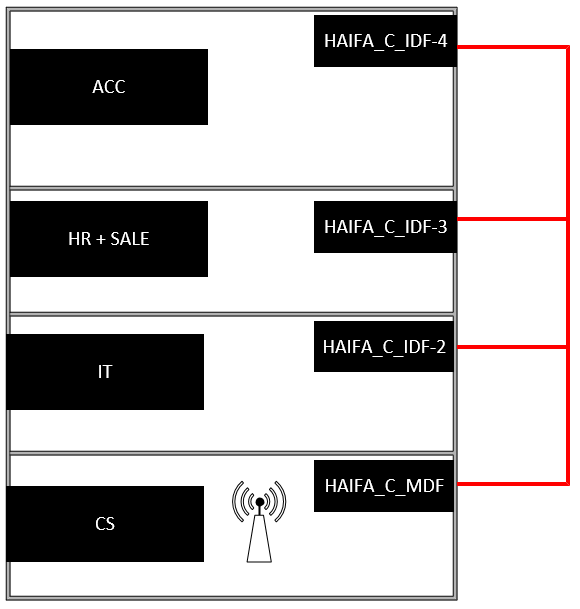 HAIFA_C_IDF-4
ACC
HAIFA_C_IDF-3
HR + SALE
HAIFA_C_IDF-2
IT
HAIFA_C_MDF
CS